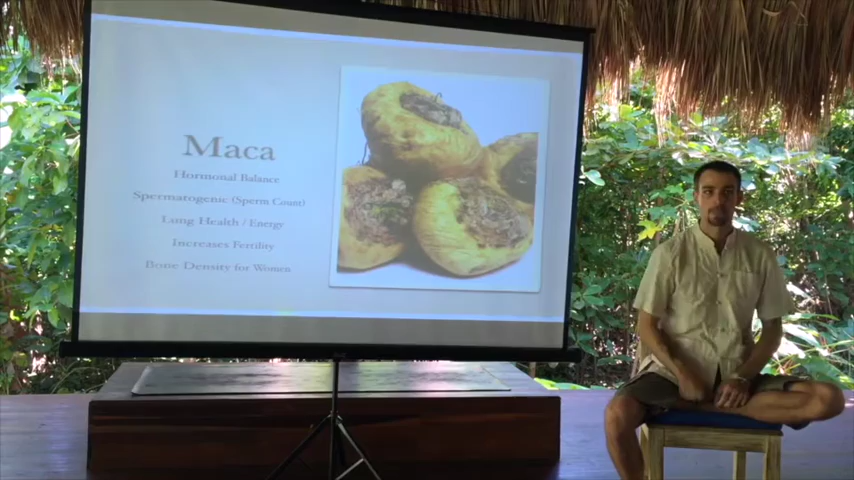 Maca
Hormonal Balance
Spermatogenic (Sperm Count)
Lung Health / Energy
Increases Fertility
Bone Density for Women